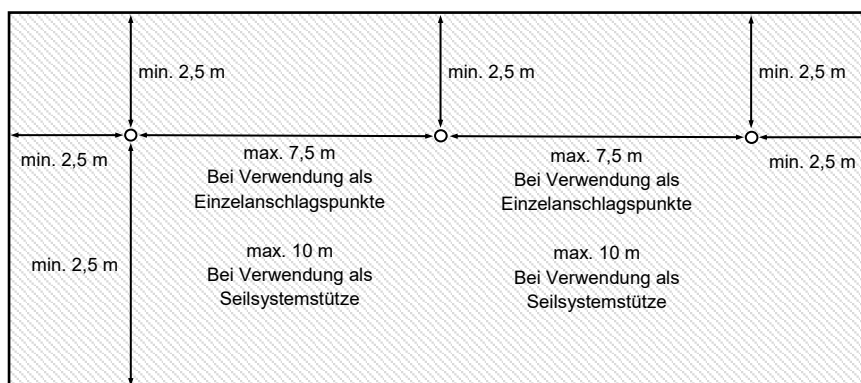 min. 2,5 m
min. 2,5 m
min. 2,5 m
min. 2,5 m
max. 7,5 m
Bei Verwendung als
Einzelanschlagspunkte
max. 7,5 m
Bei Verwendung als
Einzelanschlagspunkte
min. 2,5 m
min. 2,5 m
max. 10 m
Bei Verwendung als
Seilsystemstütze
max. 10 m
Bei Verwendung als
Seilsystemstütze